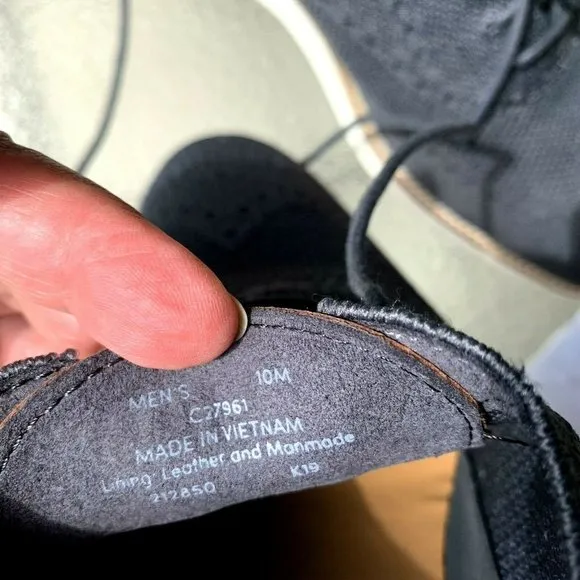 MEN'S 10M
C27961
MADE IN VIETNAM
Lining Leather and Manmade
212850 K19